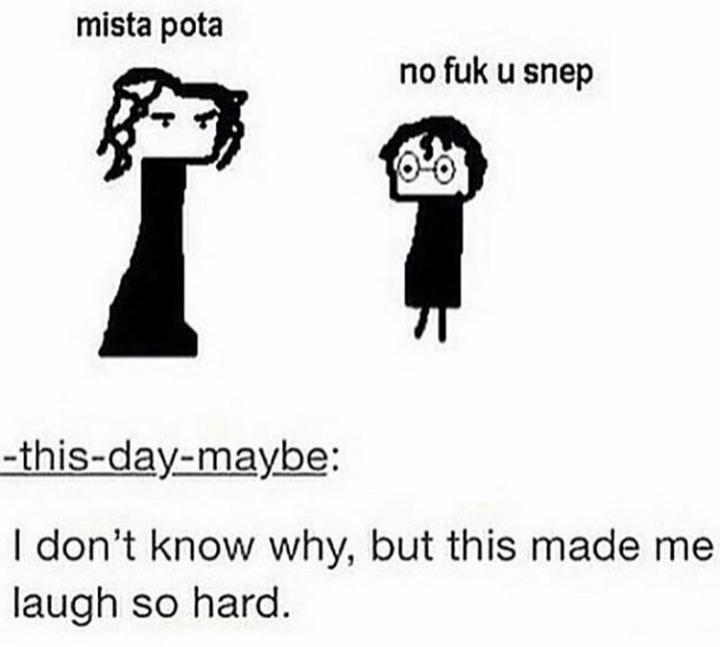 mista pota
no fuk u snep
-this-day-maybe:
I don't know why, but this made me
laugh so hard.